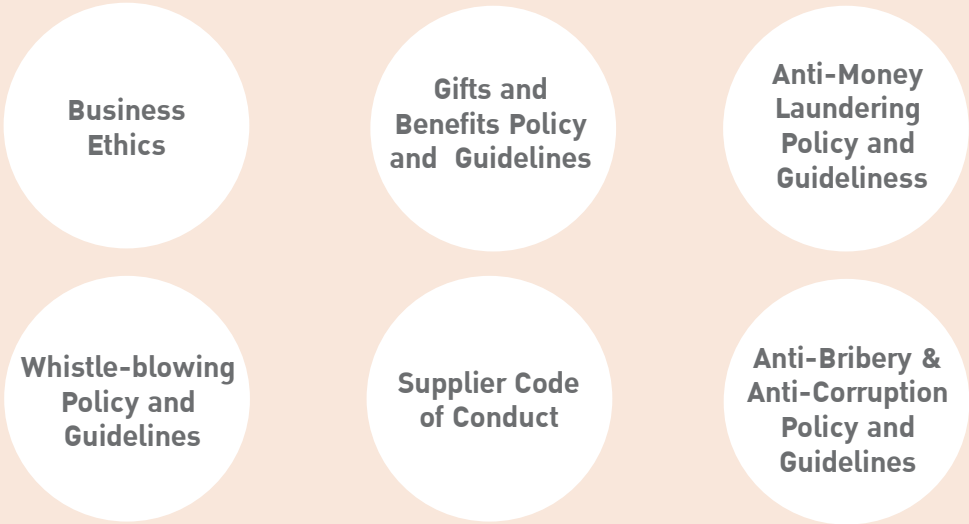 Business
Ethics
Gifts and
Benefits Policy
and Guidelines
Anti-Money
Laundering
Policy and
Guideliness
Whistle-blowing
Policy and
Guidelines
Supplier Code
of Conduct
Anti-Bribery &
Anti-Corruption
Policy and
Guidelines